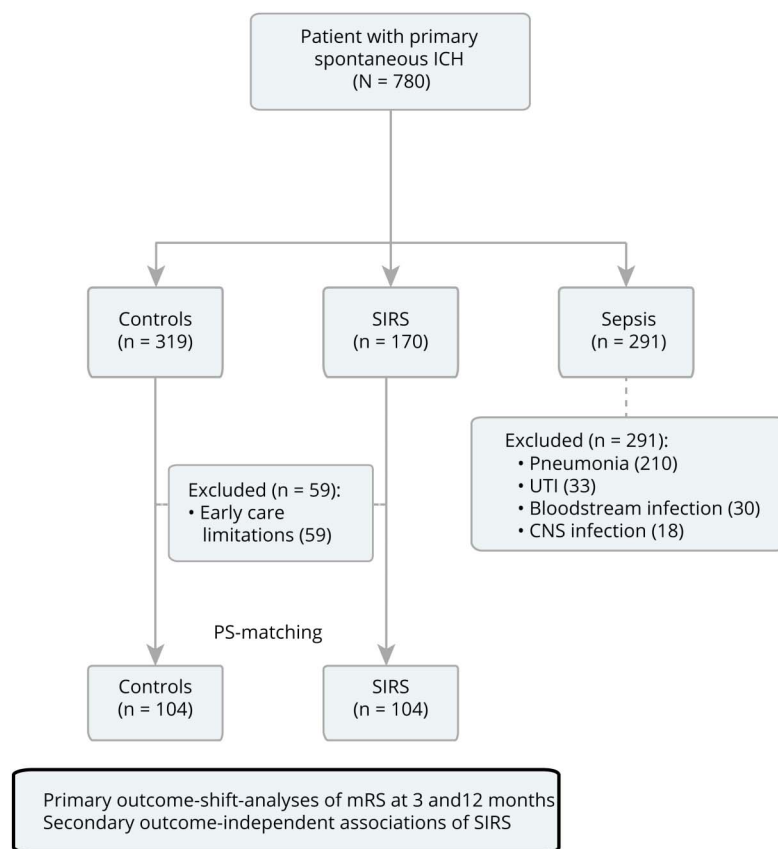 Patient with primary
spontaneous ICH
(N = 780)
Controls
(n = 319)
SIRS
(n = 170)
Sepsis
(n = 291)
Excluded (n = 59):
• Early care
limitations (59)
Excluded (n = 291):
• Pneumonia (210)
• UTI (33)
• Bloodstream infection (30)
• CNS infection (18)
PS-matching
Controls
(n = 104)
SIRS
(n = 104)
Primary outcome-shift-analyses of mRS at 3 and12 months
Secondary outcome-independent associations of SIRS